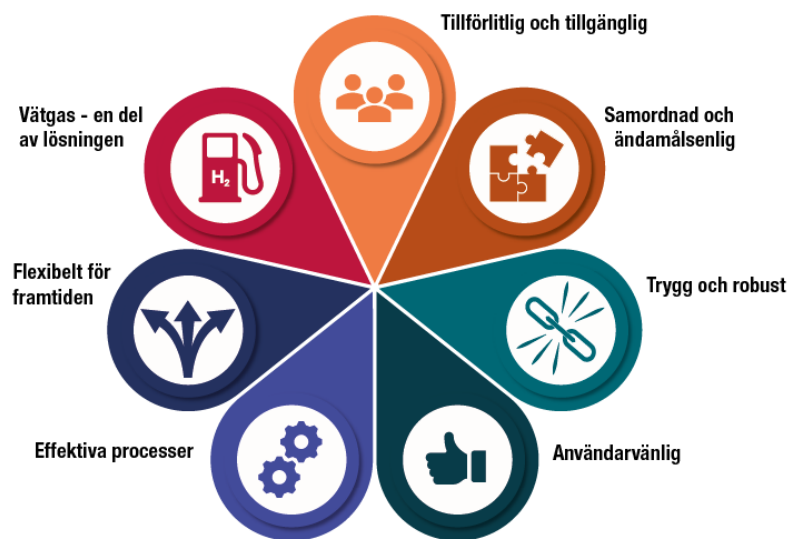 Tillförlitlig och tillgänglig
Samordnad och
ändamålsenlig
Trygg och robust
Användarvänlig
Effektiva processer
Flexibelt för
framtiden
Vätgas - en del
av lösningen
H₂